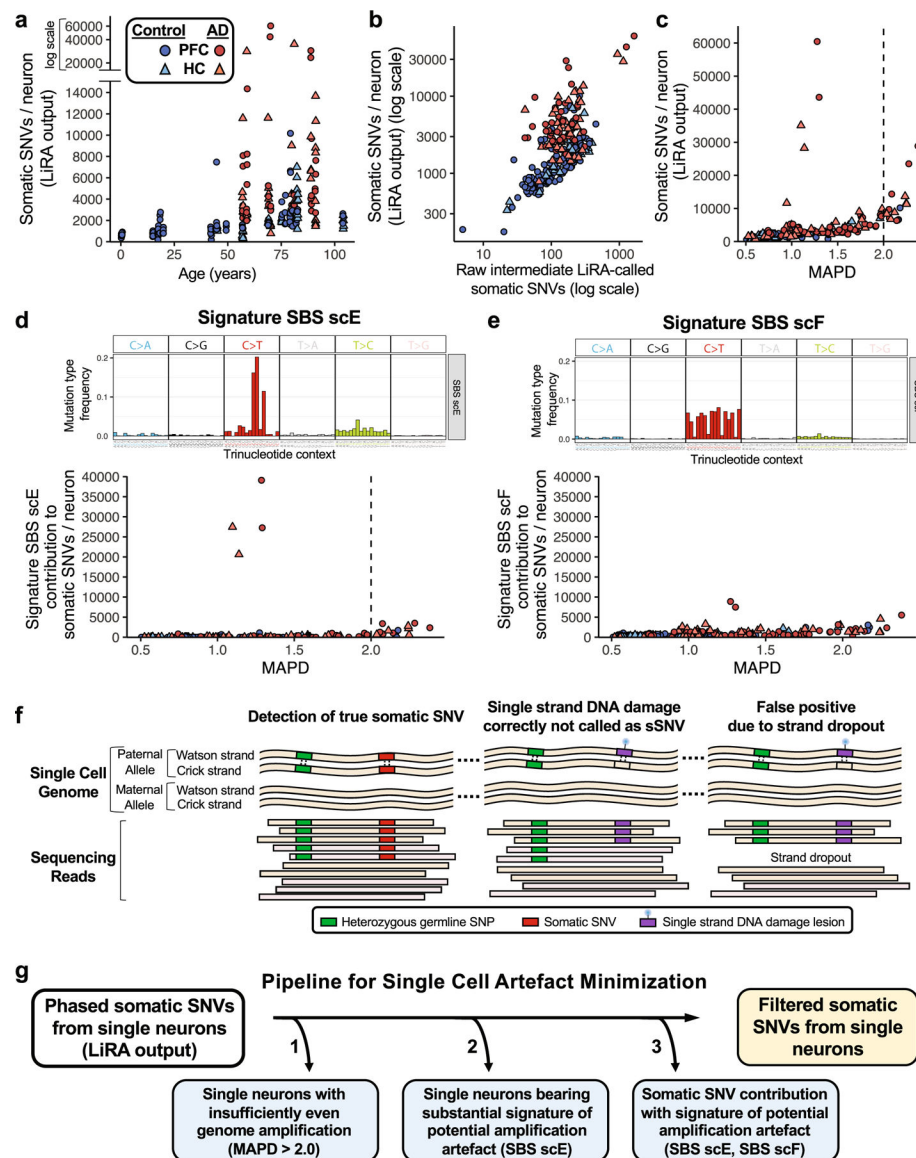 a
Somatic SNVs / neuron
(LiRA output)
log scale
60000
40000
20000
14000
12000
10000
8000
6000
4000
2000
0
0
25
50
75
100
Age (years)
Control
AD
PFC
HC
b
Somatic SNVs / neuron
(LiRA output) (log scale)
30000
10000
3000
1000
300
10
100
1000
Raw intermediate LiRA-called
somatic SNVs (log scale)
c
Somatic SNVs / neuron
(LiRA output)
60000
50000
40000
30000
20000
10000
0
0.5
1.0
1.5
2.0
MAPD
d
Signature SBS scE
C>A
C>G
C>T
T>A
T>C
T>G
Mutation type
frequency
0.2
0.1
0.0
SBS scE
Trinucleotide context
Signature SBS scE
contribution to
somatic SNVs / neuron
40000
35000
30000
25000
20000
15000
10000
5000
0
0.5
1.0
1.5
2.0
MAPD
e
Signature SBS scF
C>A
C>G
C>T
T>A
T>C
T>G
Mutation type
frequency
0.2
0.1
0.0
Trinucleotide context
Signature SBS scF
contribution to
somatic SNVs / neuron
40000
35000
30000
25000
20000
15000
10000
5000
0
0.5
1.0
1.5
2.0
MAPD
f
Detection of true somatic SNV
Single strand DNA damage
correctly not called as sSNV
False positive
due to strand dropout
Single Cell
Genome
Paternal
Allele
Watson strand
Crick strand
Maternal
Allele
Watson strand
Crick strand
Sequencing
Reads
Strand dropout
Heterozygous germline SNP
Somatic SNV
Single strand DNA damage lesion
g
Pipeline for Single Cell Artefact Minimization
Phased somatic SNVs
from single neurons
(LiRA output)
1
2
3
Filtered somatic
SNVs from single
neurons
Single neurons with
insufficiently even
genome amplification
(MAPD > 2.0)
Single neurons bearing
substantial signature of
potential amplification
artefact (SBS scE)
Somatic SNV contribution
with signature of potential
amplification artefact
(SBS scE, SBS scF)